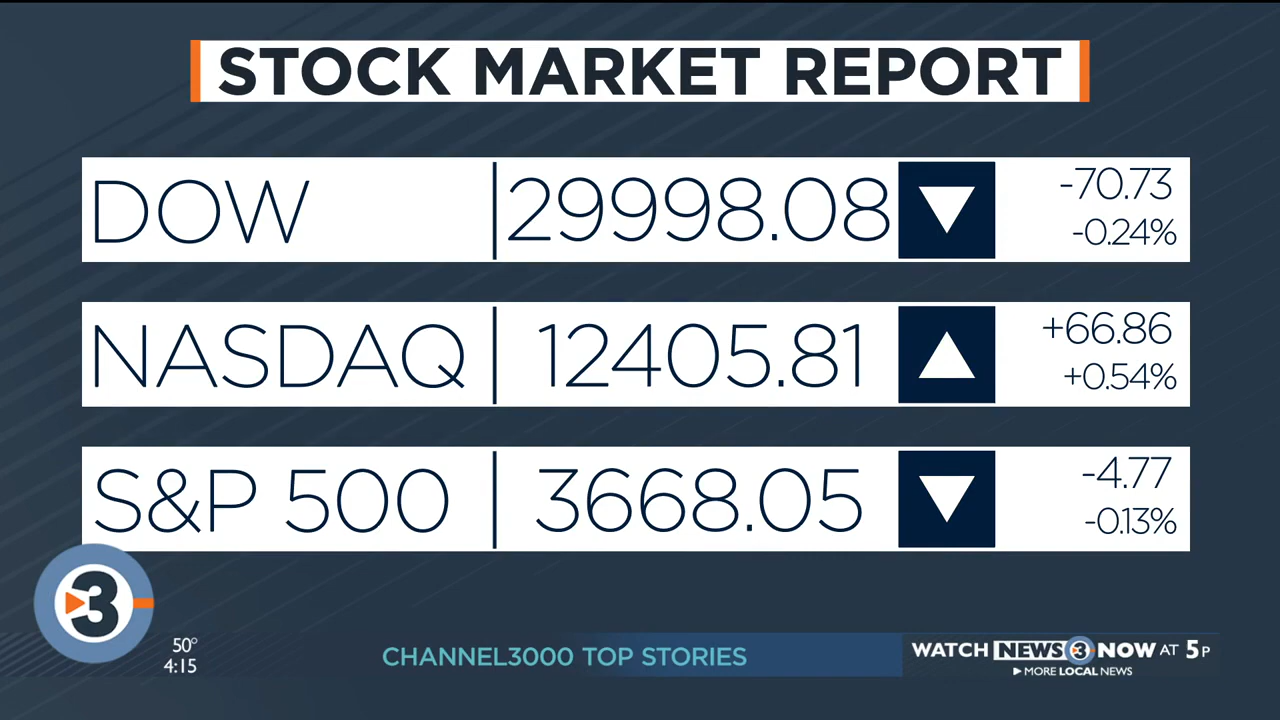 STOCK MARKET REPORT
DOW 29998.08 -70.73
-0.24%
NASDAQ 12405.81 +66.86
+0.54%
S&P 500 3668.05 -4.77
-0.13%
3
50°
4:15
CHANNEL3000 TOP STORIES
WATCH NEWS 3 NOW AT 5P
MORE LOCAL NEWS